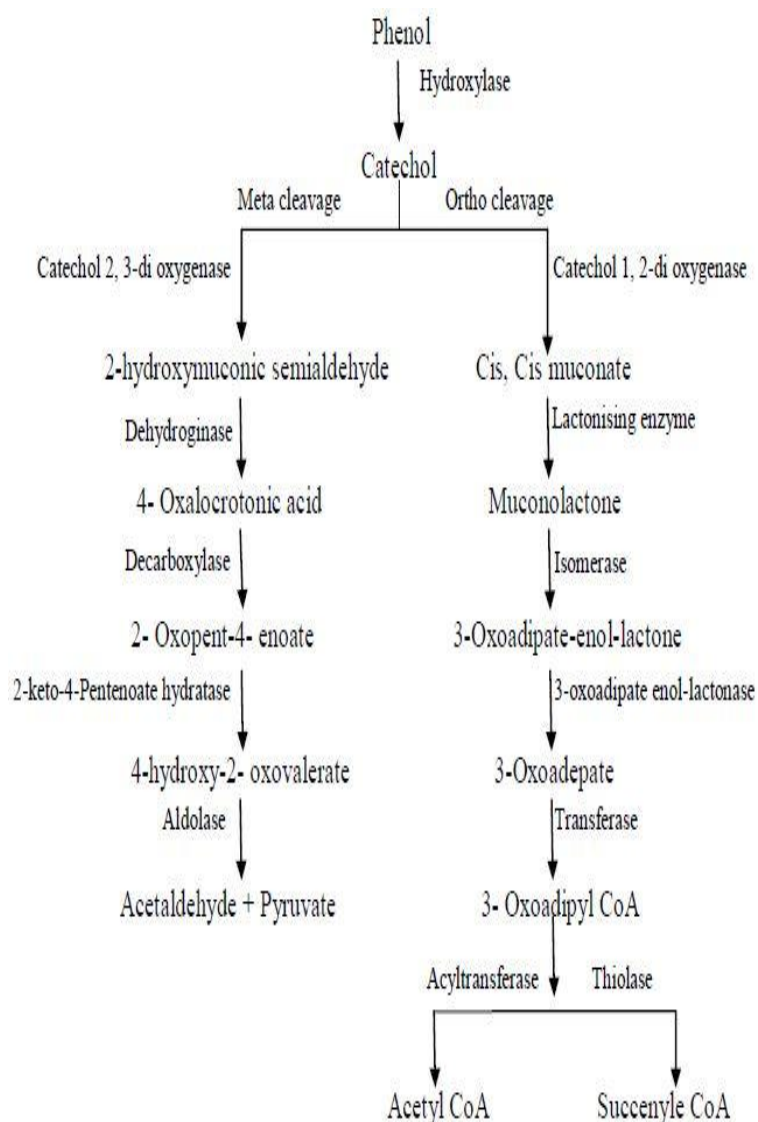 Phenol
Hydroxylase
Catechol
Meta cleavage
Ortho cleavage
Catechol 2, 3-di oxygenase
Catechol 1, 2-di oxygenase
2-hydroxymuconic semialdehyde
Cis, Cis muconate
Dehydroginase
Lactonising enzyme
4- Oxalocrotonic acid
Muconolactone
Decarboxylase
Isomerase
2- Oxopent-4- enoate
3-Oxoadipate-enol-lactone
2-keto-4-Pentenoate hydratase
3-oxoadipate enol-lactonase
4-hydroxy-2- oxovalerate
3-Oxoadepate
Aldolase
Transferase
Acetaldehyde + Pyruvate
3- Oxoadipyl CoA
Acyltransferase
Thiolase
Acetyl CoA
Succenyle CoA